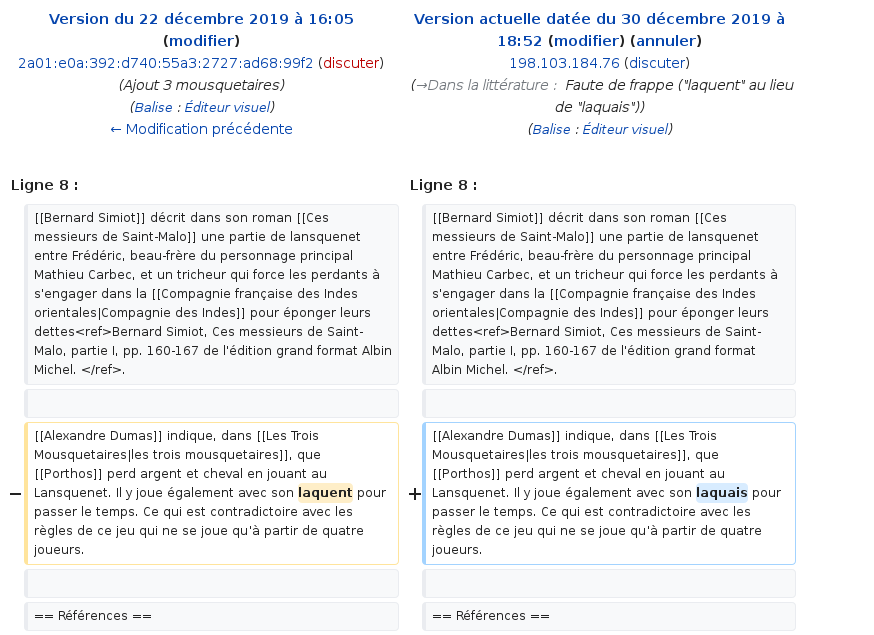 Version du 22 décembre 2019 à 16:05
(modifier)
2a01:e0a:392:d740:55a3:2727:ad68:99f2 (discuter)
(Ajout 3 mousquetaires)
(Balise : Éditeur visuel)
← Modification précédente
Version actuelle datée du 30 décembre 2019 à
18:52 (modifier) (annuler)
198.103.184.76 (discuter)
(→Dans la littérature :  Faute de frappe ("laquent" au lieu
de "laquais"))
(Balise : Éditeur visuel)
Ligne 8 :
[[Bernard Simiot]] décrit dans son roman [[Ces
messieurs de Saint-Malo]] une partie de lansquenet
entre Frédéric, beau-frère du personnage principal
Mathieu Carbec, et un tricheur qui force les perdants à
s'engager dans la [[Compagnie française des Indes
orientales|Compagnie des Indes]] pour éponger leurs
dettes<ref>Bernard Simiot, Ces messieurs de Saint-
Malo, partie I, pp. 160-167 de l'édition grand format Albin
Michel. </ref>.
[[Alexandre Dumas]] indique, dans [[Les Trois
Mousquetaires|les trois mousquetaires]], que
[[Porthos]] perd argent et cheval en jouant au
− Lansquenet. Il y joue également avec son laquent pour
passer le temps. Ce qui est contradictoire avec les
règles de ce jeu qui ne se joue qu'à partir de quatre
joueurs.
== Références ==
Ligne 8 :
[[Bernard Simiot]] décrit dans son roman [[Ces
messieurs de Saint-Malo]] une partie de lansquenet
entre Frédéric, beau-frère du personnage principal
Mathieu Carbec, et un tricheur qui force les perdants à
s'engager dans la [[Compagnie française des Indes
orientales|Compagnie des Indes]] pour éponger leurs
dettes<ref>Bernard Simiot, Ces messieurs de Saint-
Malo, partie I, pp. 160-167 de l'édition grand format
Albin Michel. </ref>.
[[Alexandre Dumas]] indique, dans [[Les Trois
Mousquetaires|les trois mousquetaires]], que
[[Porthos]] perd argent et cheval en jouant au
+ Lansquenet. Il y joue également avec son laquais pour
passer le temps. Ce qui est contradictoire avec les
règles de ce jeu qui ne se joue qu'à partir de quatre
joueurs.
== Références ==